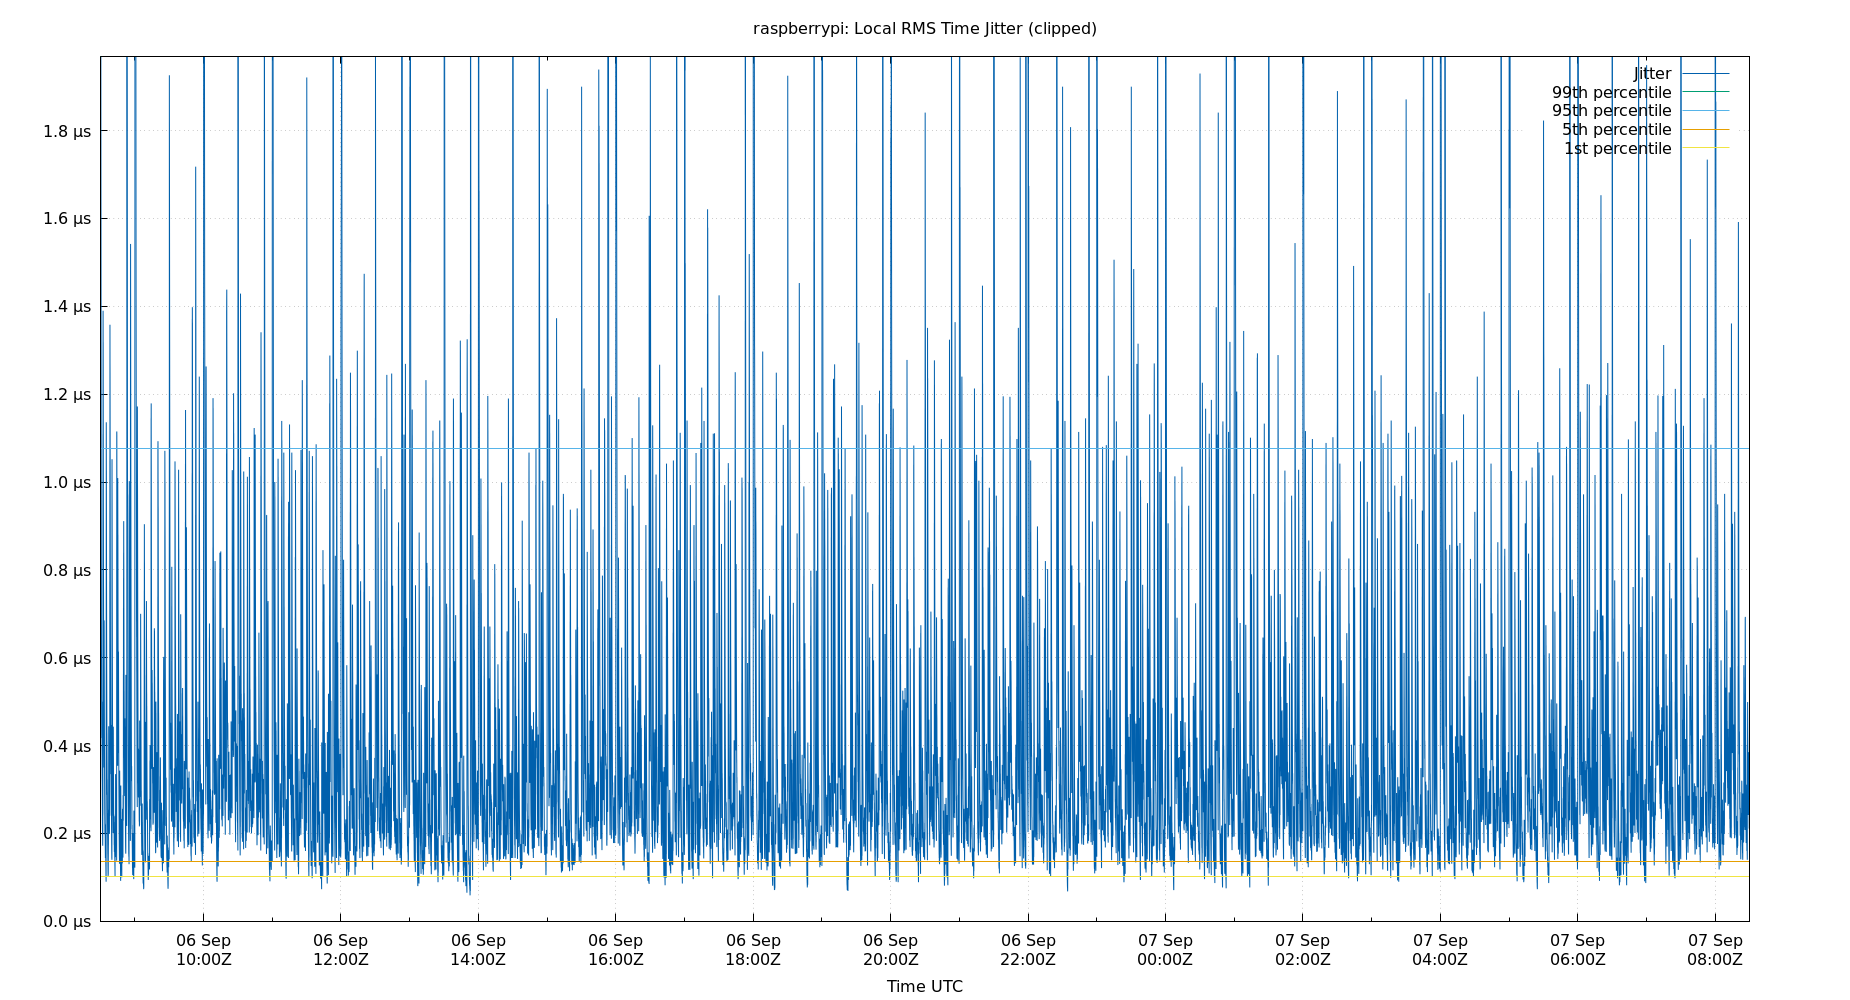 raspberrypi: Local RMS Time Jitter (clipped)
Jitter
99th percentile
95th percentile
5th percentile
1st percentile
1.8 µs
1.6 µs
1.4 µs
1.2 µs
1.0 µs
0.8 µs
0.6 µs
0.4 µs
0.2 µs
0.0 µs
06 Sep 06 Sep 06 Sep 06 Sep 06 Sep 06 Sep 06 Sep 07 Sep 07 Sep 07 Sep 07 Sep 07 Sep
10:00Z 12:00Z 14:00Z 16:00Z 18:00Z 20:00Z 22:00Z 00:00Z 02:00Z 04:00Z 06:00Z 08:00Z
Time UTC